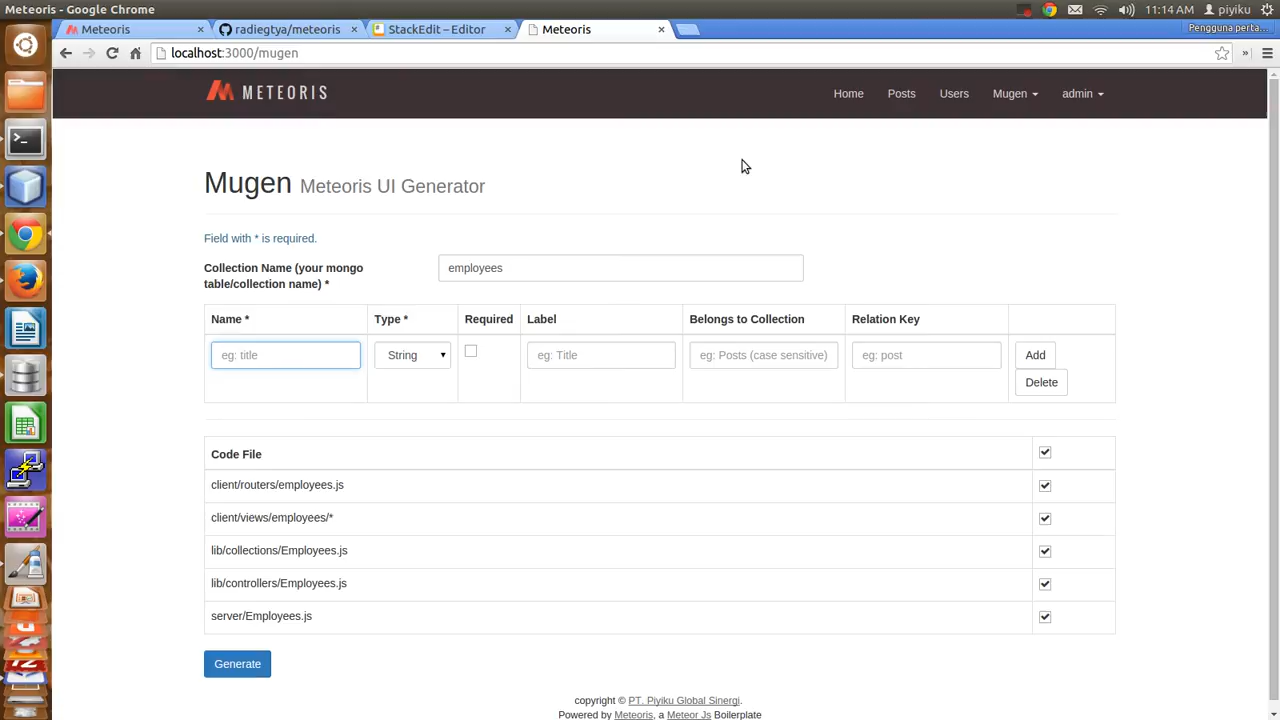 Meteoris - Google Chrome
11:14 AM
piyiku
Meteoris
radiegtya/meteoris
StackEdit – Editor
Meteoris
Pengguna perta...
localhost:3000/mugen
»
METEORIS
Home
Posts
Users
Mugen
admin
Mugen Meteoris UI Generator
Field with * is required.
Collection Name (your mongo
table/collection name) *
employees
Name *
Type *
Required
Label
Belongs to Collection
Relation Key
eg: title
String
eg: Title
eg: Posts (case sensitive)
eg: post
Add
Delete
Code File
client/routers/employees.js
client/views/employees/*
lib/collections/Employees.js
lib/controllers/Employees.js
server/Employees.js
Generate
copyright © PT. Piyiku Global Sinergi.
Powered by Meteoris, a Meteor Js Boilerplate